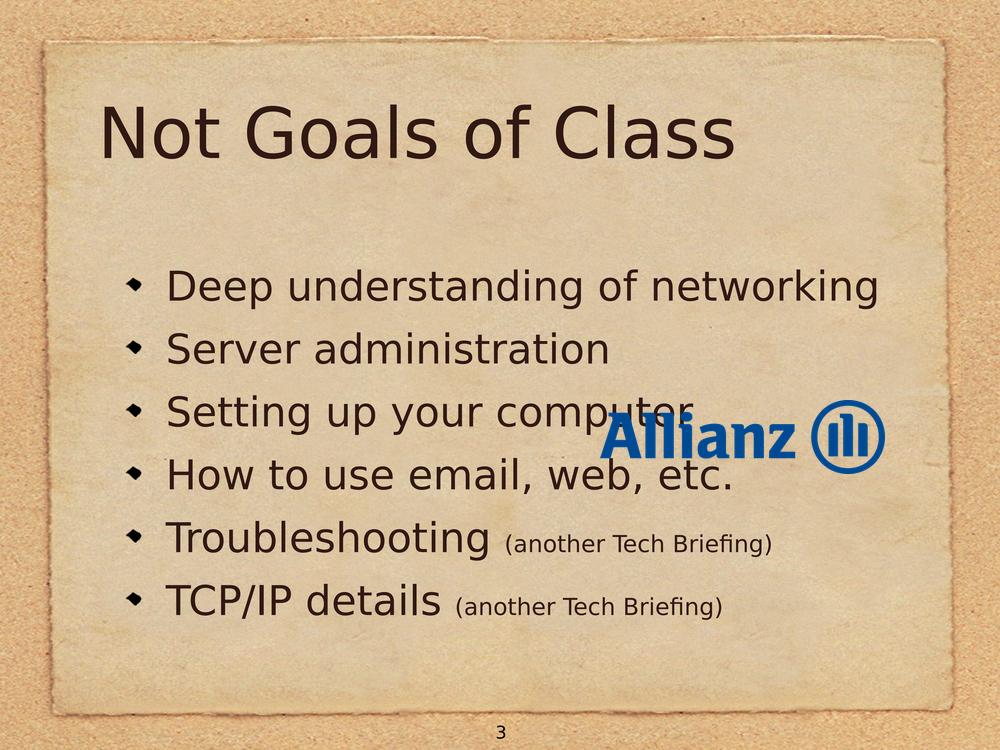 Not Goals of Class
Deep understanding of networking
Server administration
Setting up your computer
Allianz
How to use email, web, etc.
Troubleshooting (another Tech Briefing)
TCP/IP details (another Tech Briefing)
3